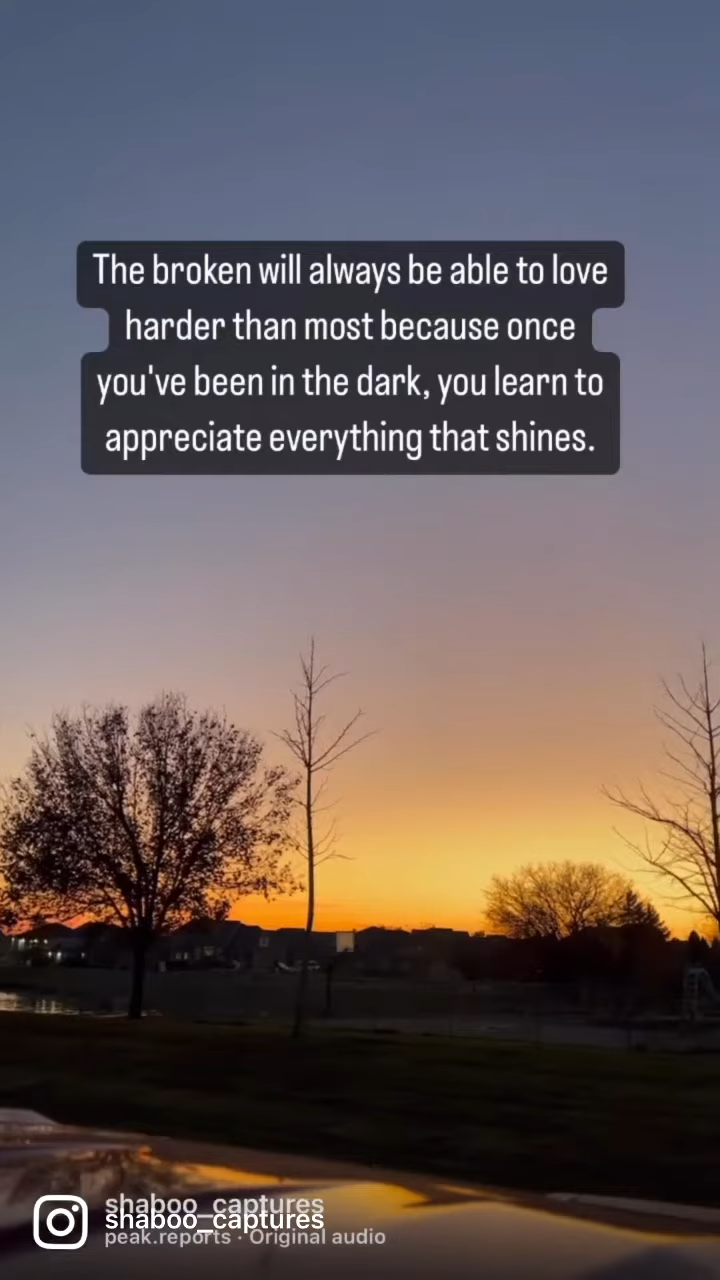 The broken will always be able to love
harder than most because once
you've been in the dark, you learn to
appreciate everything that shines.
shaboo_captures
shaboo_captures
peak.reports · Original audio